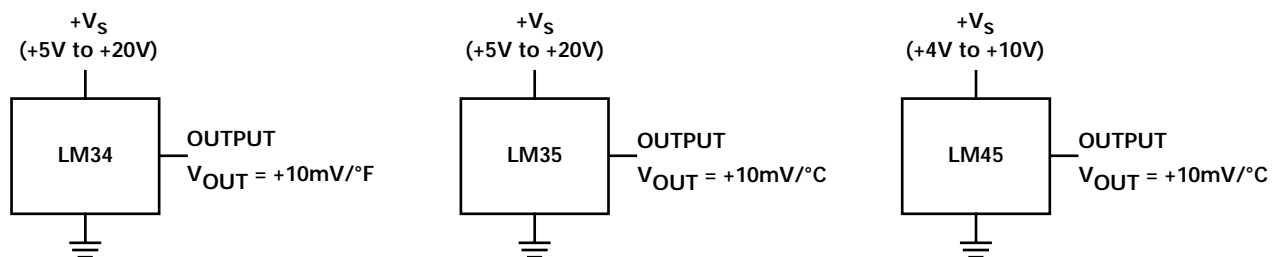 +VS
(+5V to +20V)
LM34
OUTPUT
VOUT = +10mV/°F
+VS
(+5V to +20V)
LM35
OUTPUT
VOUT = +10mV/°C
+VS
(+4V to +10V)
LM45
OUTPUT
VOUT = +10mV/°C